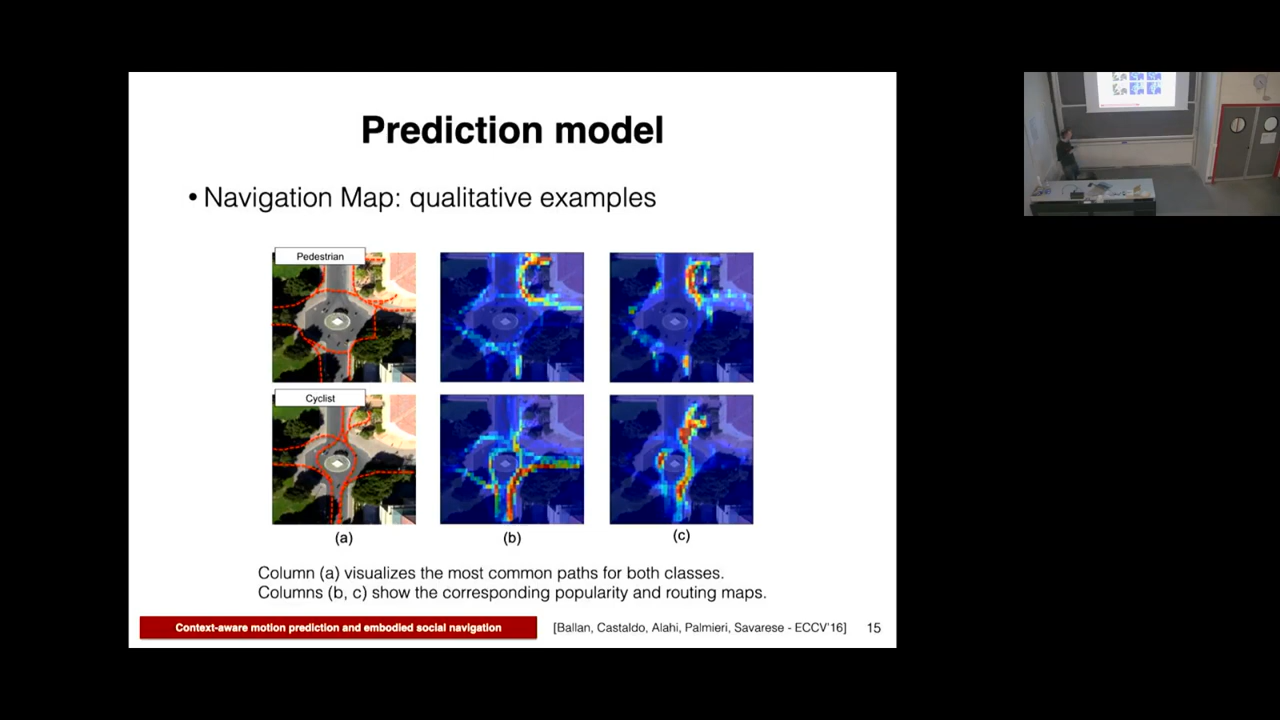 Prediction model
• Navigation Map: qualitative examples
Pedestrian
Cyclist
(a)
(b)
(c)
Column (a) visualizes the most common paths for both classes.
Columns (b, c) show the corresponding popularity and routing maps.
Context-aware motion prediction and embodied social navigation
[Ballan, Castaldo, Alahi, Palmieri, Savarese - ECCV'16]
15